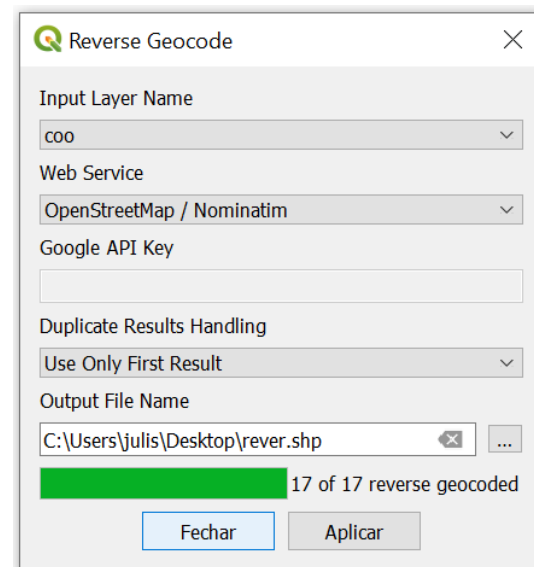 Reverse Geocode
Input Layer Name
coo
Web Service
OpenStreetMap / Nominatim
Google API Key
Duplicate Results Handling
Use Only First Result
Output File Name
C:\Users\julis\Desktop\rever.shp ...
17 of 17 reverse geocoded
Fechar Aplicar